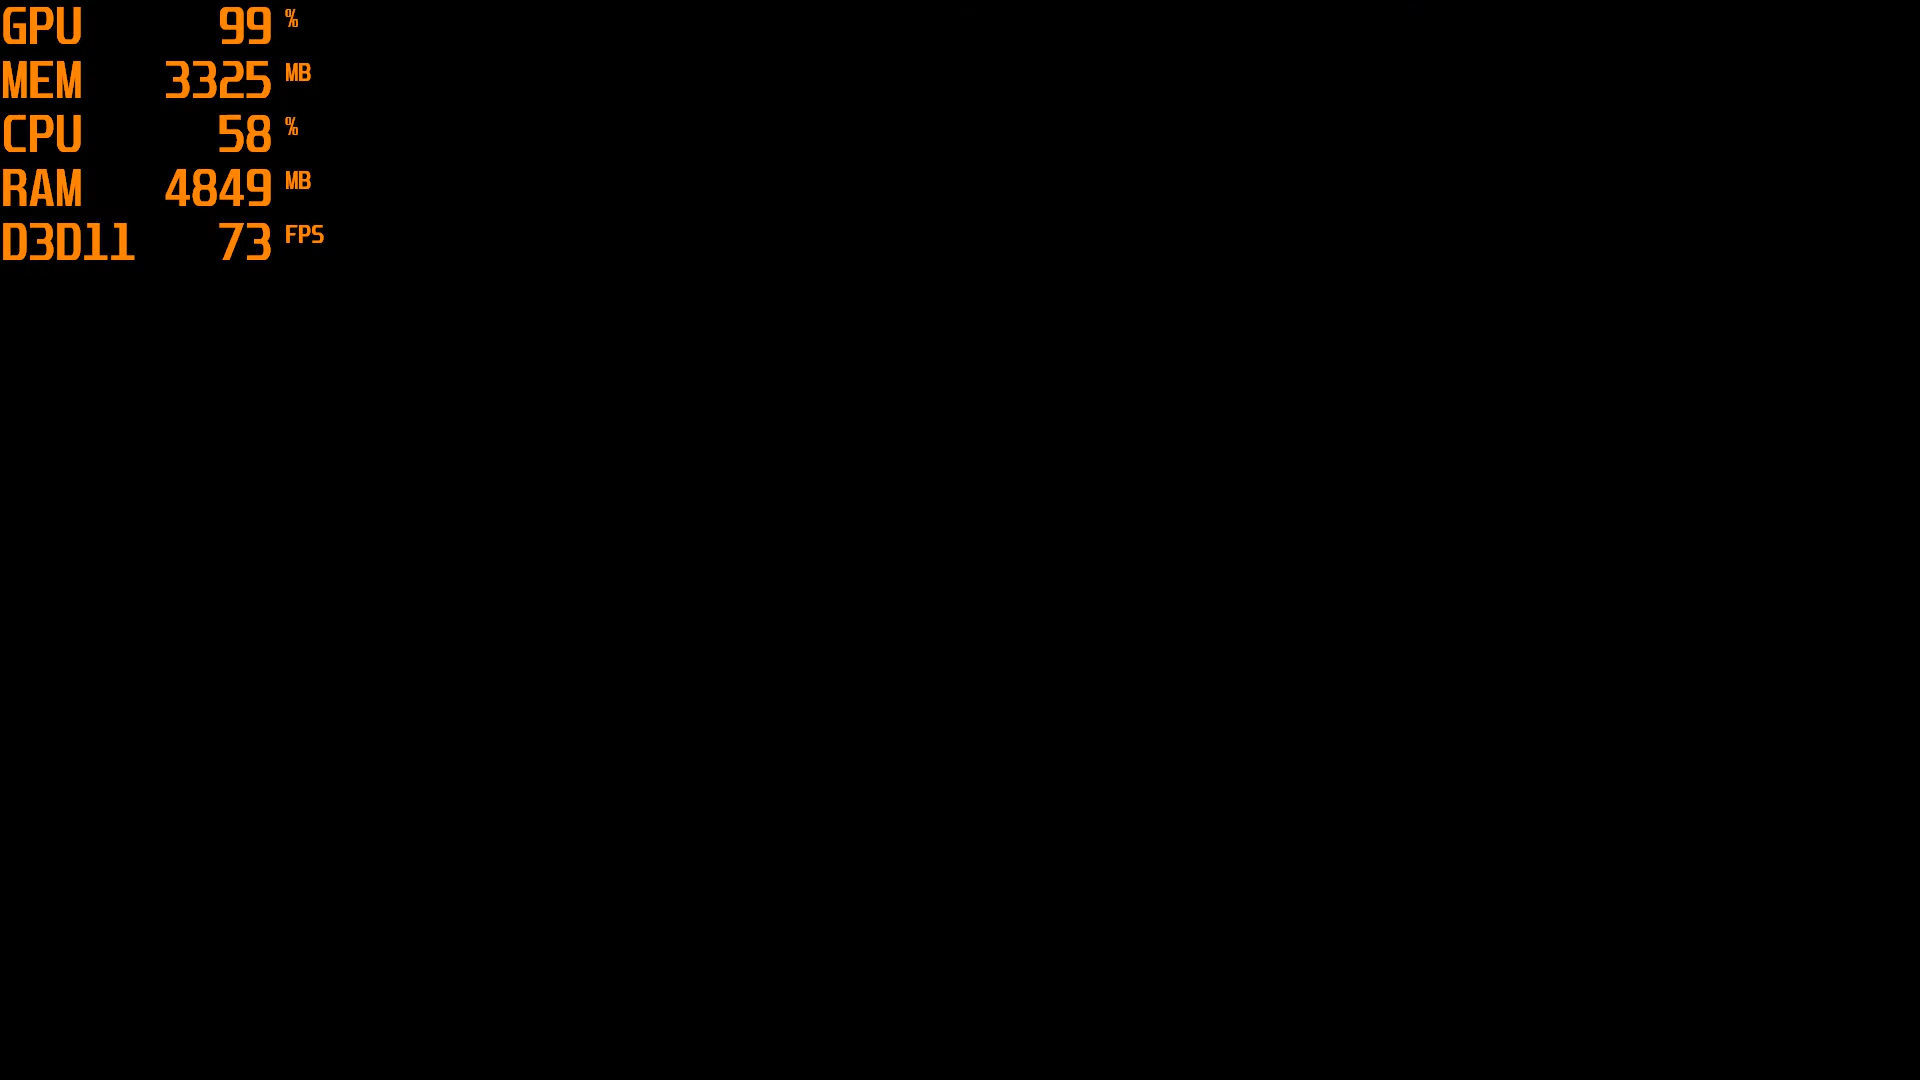 GPU 99 %
MEM 3325 MB
CPU 58 %
RAM 4849 MB
D3D11 73 FPS